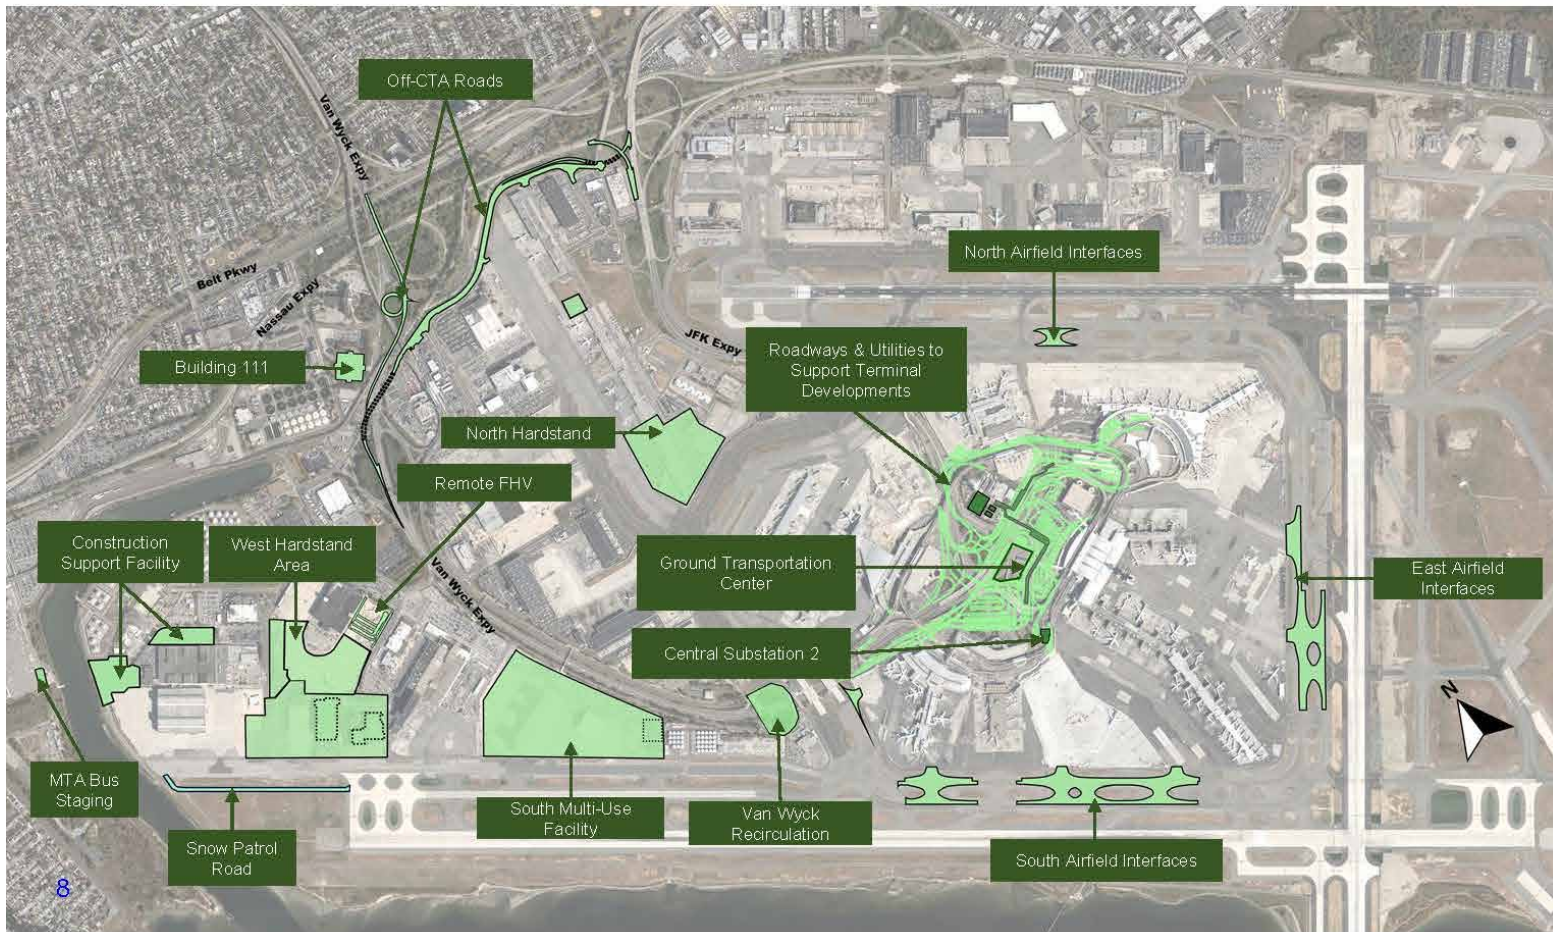 Off-CTA Roads
Van Wyck Expy
Belt Pkwy
Nassau Expy
North Airfield Interfaces
JFK Expy
Roadways & Utilities to
Support Terminal
Developments
Building 111
North Hardstand
Remote FHV
Construction
Support Facility
West Hardstand
Area
Van Wyck Expy
Ground Transportation
Center
East Airfield
Interfaces
Central Substation 2
N
MTA Bus
Staging
South Multi-Use
Facility
Van Wyck
Recirculation
Snow Patrol
Road
South Airfield Interfaces
8